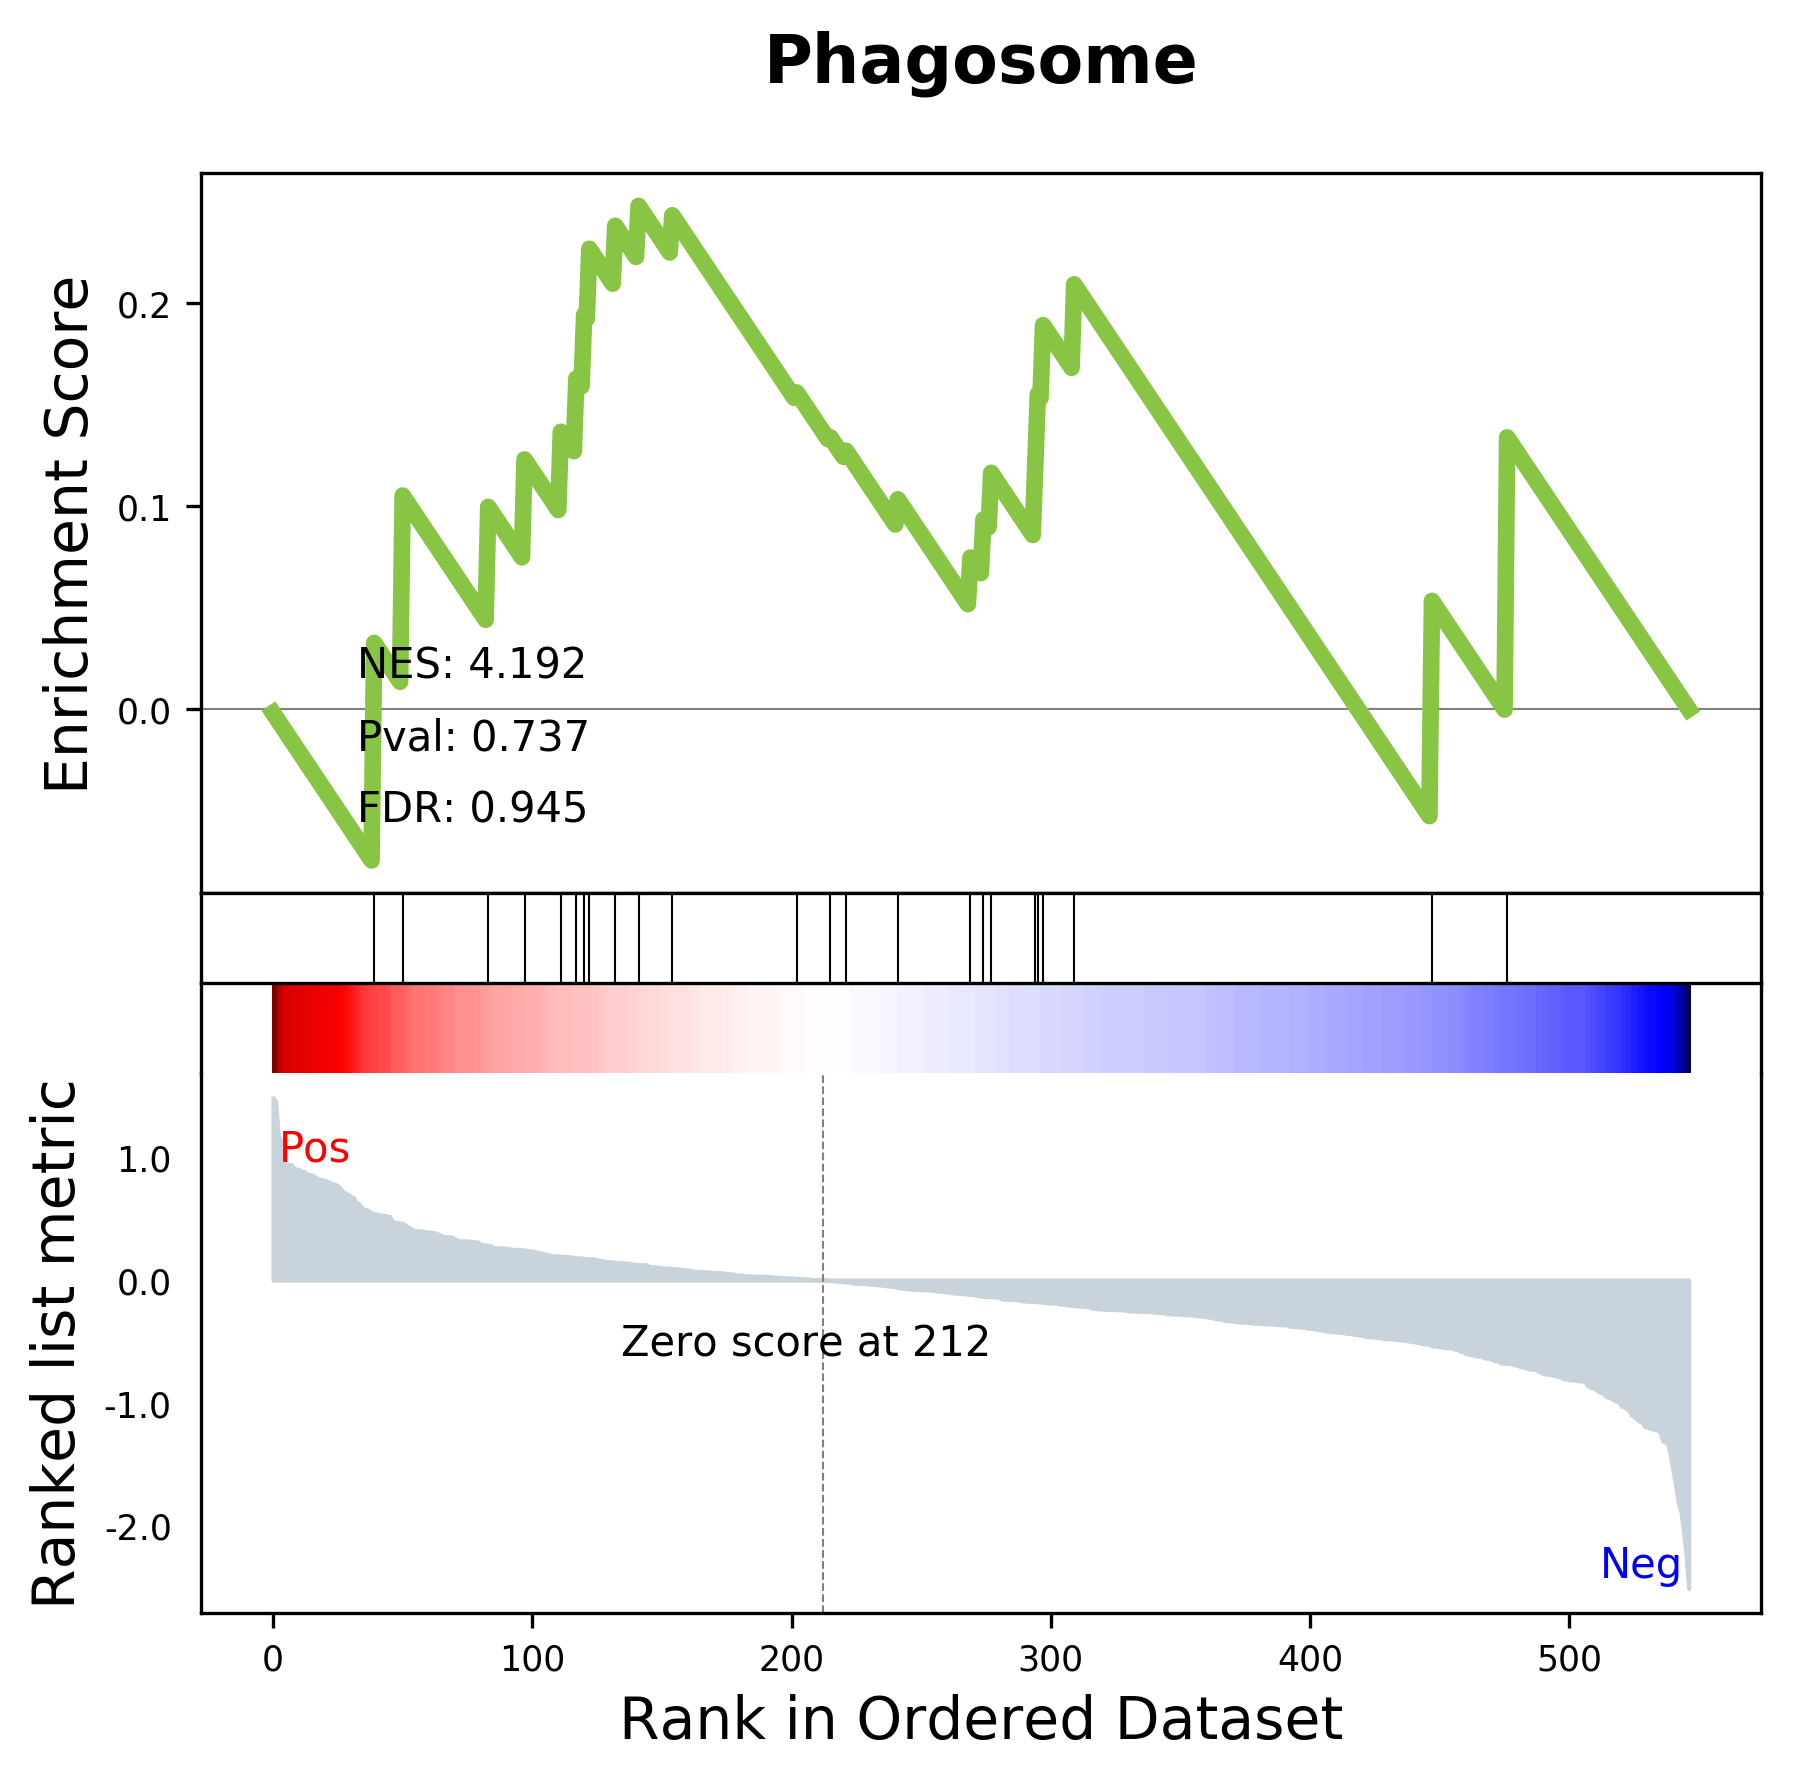 Phagosome
Enrichment Score
0.2
0.1
0.0
NES: 4.192
Pval: 0.737
FDR: 0.945
Ranked list metric
1.0
0.0
-1.0
-2.0
Pos
Zero score at 212
Neg
0 100 200 300 400 500
Rank in Ordered Dataset